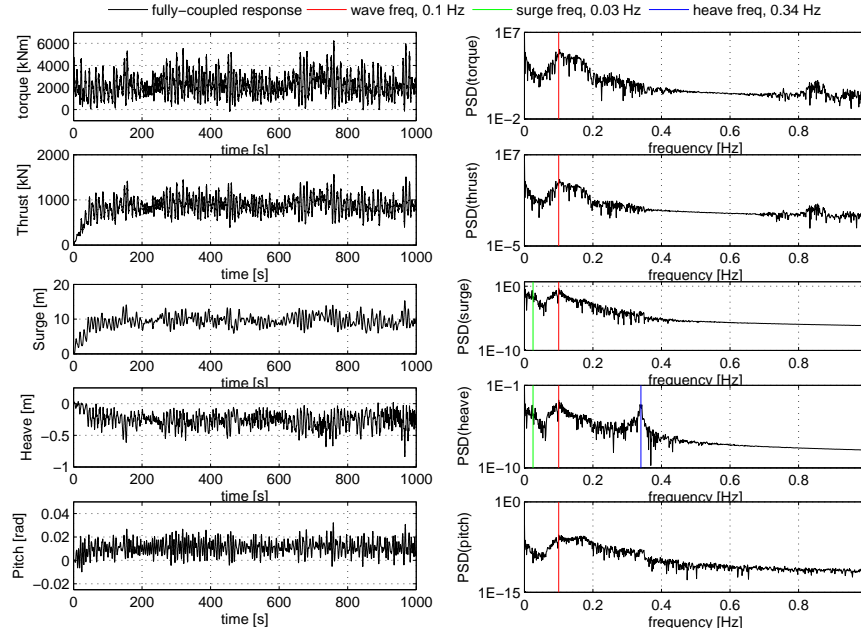 fully−coupled response wave freq, 0.1 Hz surge freq, 0.03 Hz heave freq, 0.34 Hz
torque [kNm]
6000
4000
2000
0
0 200 400 600 800 1000
time [s]
PSD(torque)
1E7
1E−2
0 0.2 0.4 0.6 0.8
frequency [Hz]
Thrust [kN]
2000
1000
0
0 200 400 600 800 1000
time [s]
PSD(thrust)
1E7
1E−5
0 0.2 0.4 0.6 0.8
frequency [Hz]
Surge [m]
20
10
0
0 200 400 600 800 1000
time [s]
PSD(surge)
1E0
1E−10
0 0.2 0.4 0.6 0.8
frequency [Hz]
Heave [m]
0
−0.5
−1
0 200 400 600 800 1000
time [s]
PSD(heave)
1E−1
1E−10
0 0.2 0.4 0.6 0.8
frequency [Hz]
Pitch [rad]
0.04
0.02
0
−0.02
0 200 400 600 800 1000
time [s]
PSD(pitch)
1E0
1E−15
0 0.2 0.4 0.6 0.8
frequency [Hz]